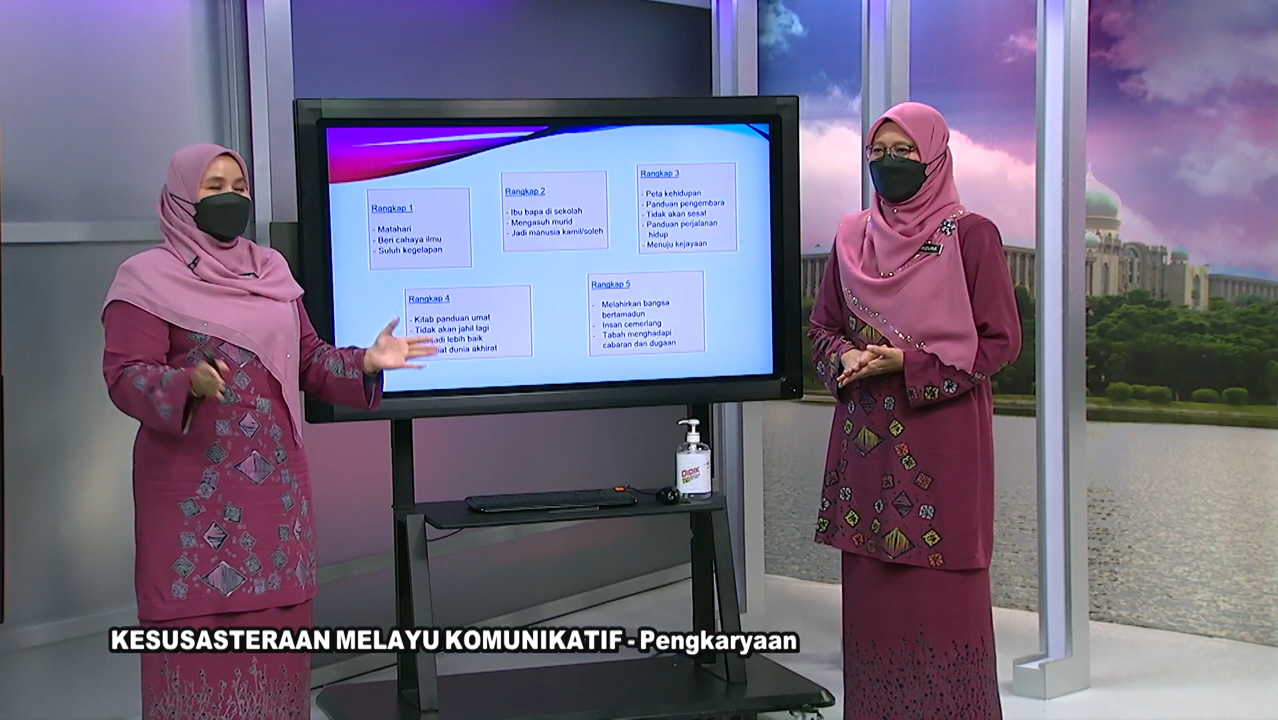 Rangkap 1
- Matahari
- Beri cahaya ilmu
- Suluh kegelapan
Rangkap 2
- Ibu bapa di sekolah
- Mengasuh murid
- Jadi manusia kamil/soleh
Rangkap 3
- Peta kehidupan
- Panduan pengembara
- Tidak akan sesat
- Panduan perjalanan
hidup
- Menuju kejayaan
Rangkap 4
- Kitab panduan umat
- Tidak akan jahil lagi
lebih baik
dunia akhirat
Rangkap 5
- Melahirkan bangsa
bertamadun
- Insan cemerlang
- Tabah menghadapi
cabaran dan dugaan
DIDIK
KESUSASTERAAN MELAYU KOMUNIKATIF - Pengkaryaan